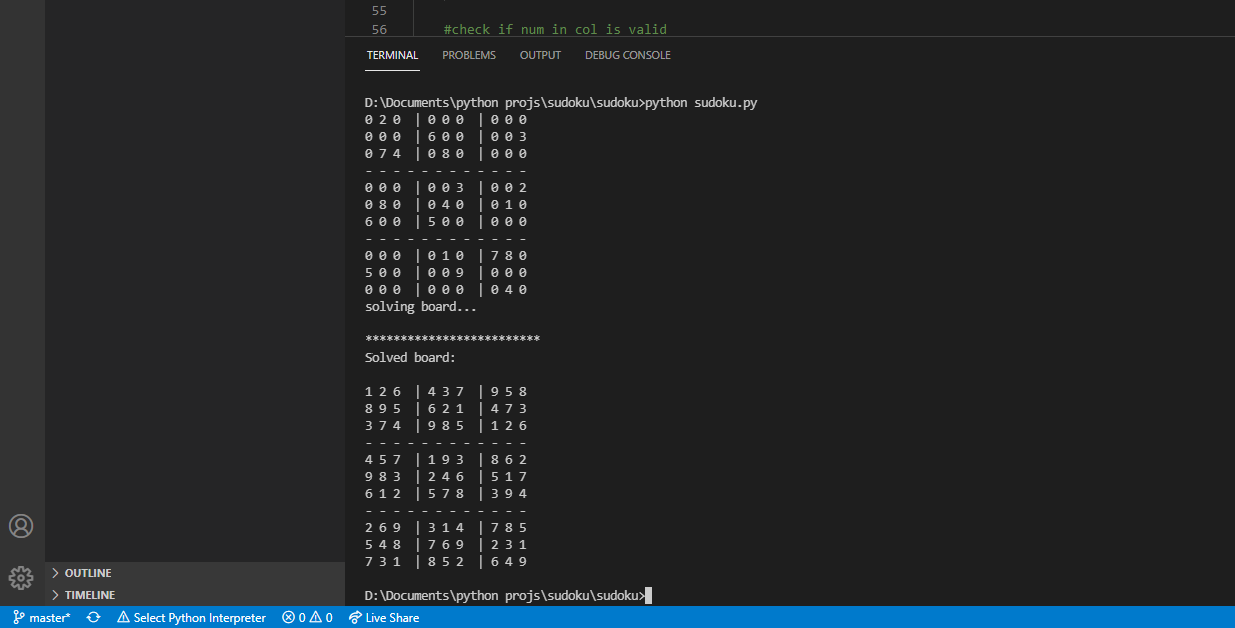 55
56 #check if num in col is valid
TERMINAL PROBLEMS OUTPUT DEBUG CONSOLE
D:\Documents\python projs\sudoku\sudoku>python sudoku.py
0 2 0 | 0 0 0 | 0 0 0
0 0 0 | 6 0 0 | 0 0 3
0 7 4 | 0 8 0 | 0 0 0
- - - - - - - - - - - -
0 0 0 | 0 0 3 | 0 0 2
0 8 0 | 0 4 0 | 0 1 0
6 0 0 | 5 0 0 | 0 0 0
- - - - - - - - - - - -
0 0 0 | 0 1 0 | 7 8 0
5 0 0 | 0 0 9 | 0 0 0
0 0 0 | 0 0 0 | 0 4 0
solving board...
*************************
Solved board:
1 2 6 | 4 3 7 | 9 5 8
8 9 5 | 6 2 1 | 4 7 3
3 7 4 | 9 8 5 | 1 2 6
- - - - - - - - - - - -
4 5 7 | 1 9 3 | 8 6 2
9 8 3 | 2 4 6 | 5 1 7
6 1 2 | 5 7 8 | 3 9 4
- - - - - - - - - - - -
2 6 9 | 3 1 4 | 7 8 5
5 4 8 | 7 6 9 | 2 3 1
7 3 1 | 8 5 2 | 6 4 9
D:\Documents\python projs\sudoku\sudoku>
OUTLINE
TIMELINE
master* Select Python Interpreter 0 0 Live Share